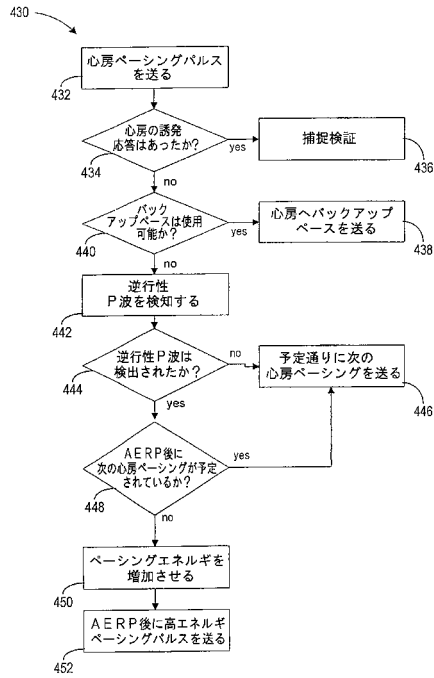 430
心房ペーシングパルス
を送る
432
心房の誘発
応答はあったか?
434
yes
捕捉検証
436
no
バック
アップペースは使用
可能か?
440
yes
心房へバックアップ
ペースを送る
438
no
逆行性
P波を検知する
442
逆行性P波は
検出されたか?
444
no
予定通りに次の
心房ペーシングを送る
446
yes
AERP後に
次の心房ペーシングが予定
されているか?
448
yes
no
ペーシングエネルギを
増加させる
450
AERP後に高エネルギ
ペーシングパルスを送る
452